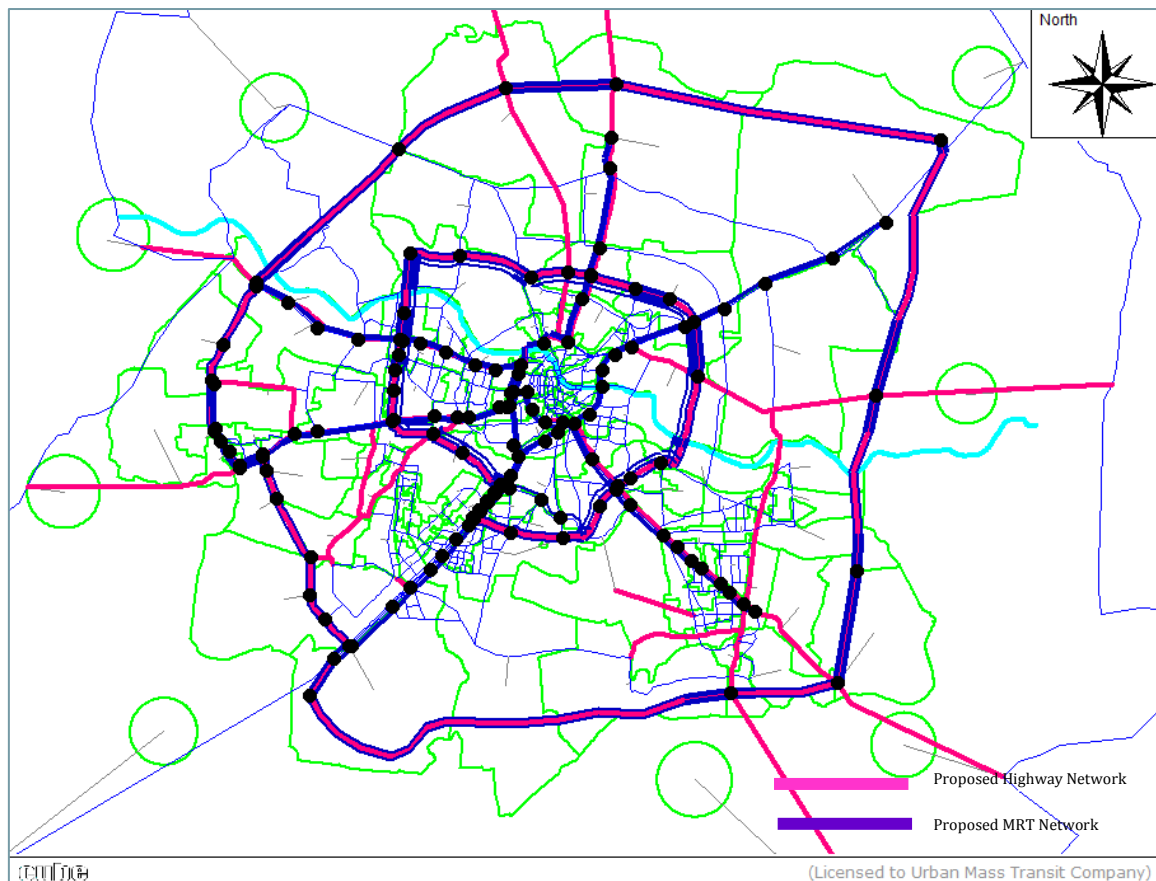 North
Proposed Highway Network
Proposed MRT Network
(Licensed to Urban Mass Transit Company)